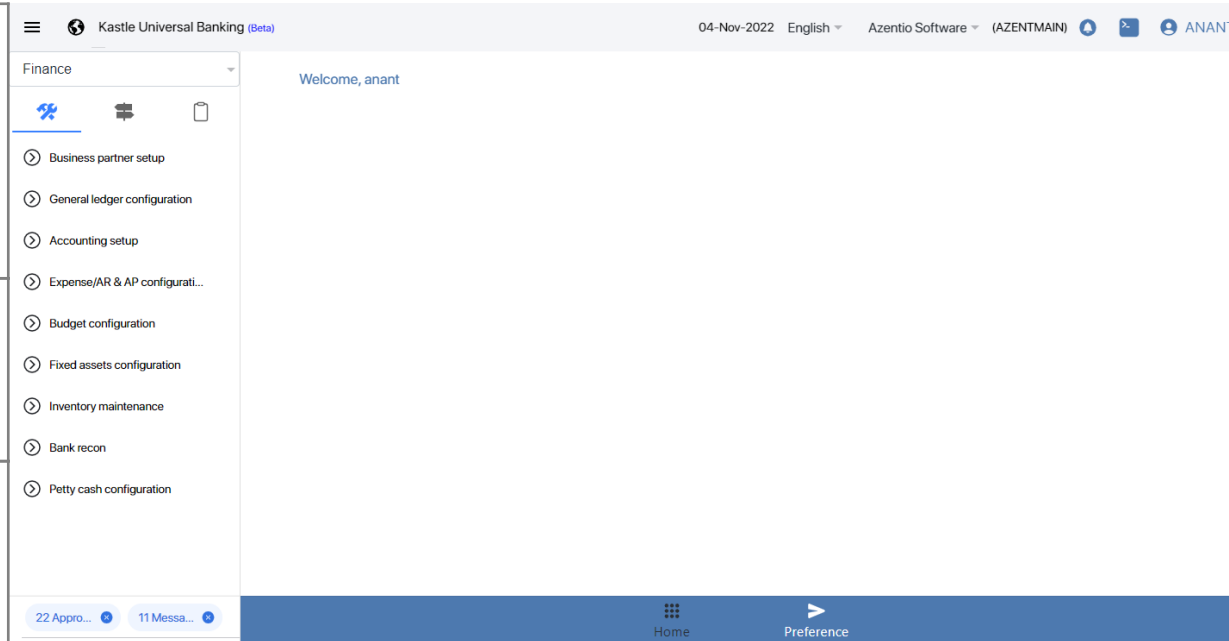 Kastle Universal Banking (Beta)
04-Nov-2022 English Azentio Software (AZENTMAIN) ANANT
Finance
Welcome, anant
Business partner setup
General ledger configuration
Accounting setup
Expense/AR & AP configurati...
Budget configuration
Fixed assets configuration
Inventory maintenance
Bank recon
Petty cash configuration
22 Appro... 11 Messa...
Home Preference